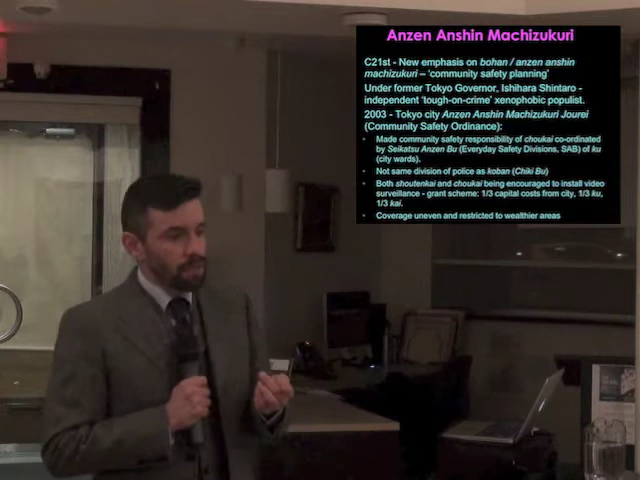 Anzen Anshin Machizukuri
C21st - New emphasis on bohan / anzen anshin
machizukuri – 'community safety planning'
Under former Tokyo Governor, Ishihara Shintaro -
independent 'tough-on-crime' xenophobic populist.
2003 - Tokyo city Anzen Anshin Machizukuri Jourei
(Community Safety Ordinance):
• Made community safety responsibility of choukai co-ordinated
by Seikatsu Anzen Bu (Everyday Safety Divisions, SAB) of ku
(city wards).
• Not same division of police as koban (Chiki Bu)
• Both shoutenkai and choukai being encouraged to install video
surveillance - grant scheme: 1/3 capital costs from city, 1/3 ku,
1/3 kai.
• Coverage uneven and restricted to wealthier areas